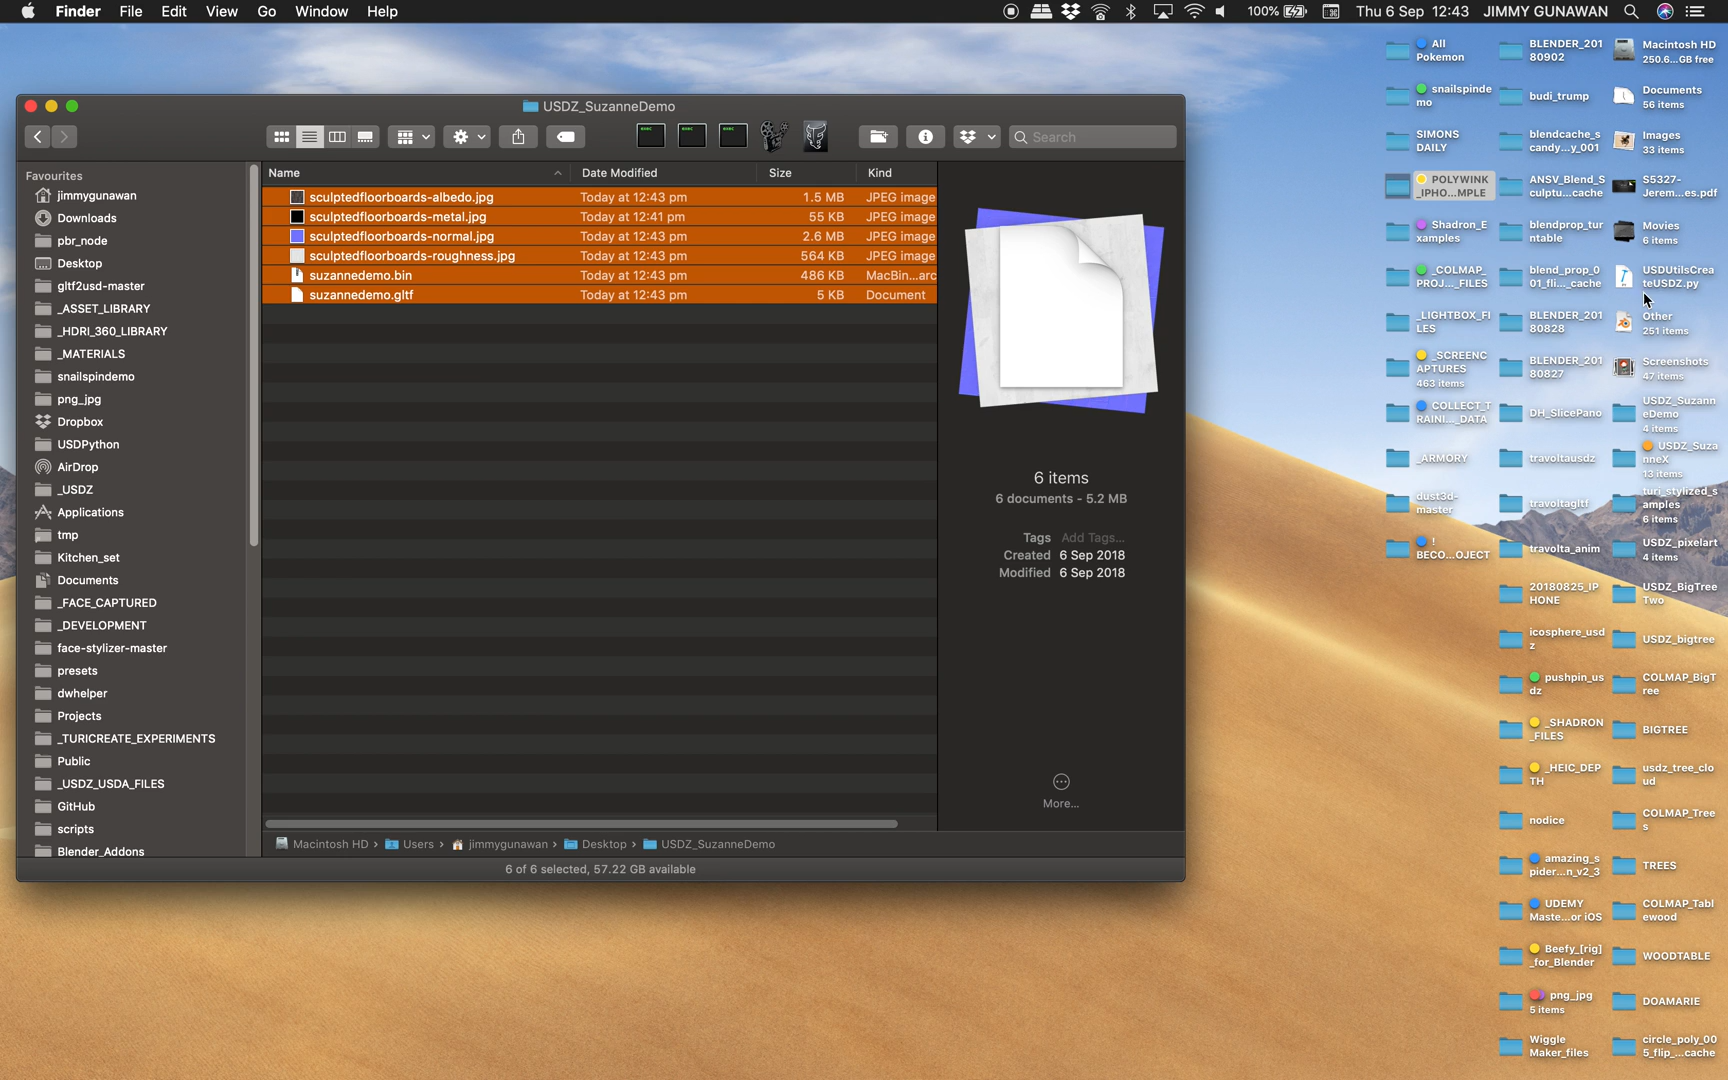 Finder File Edit View Go Window Help
100% Thu 6 Sep 12:43 JIMMY GUNAWAN
USDZ_SuzanneDemo
Search
Favourites
jimmygunawan
Downloads
pbr_node
Desktop
gltf2usd-master
_ASSET_LIBRARY
_HDRI_360_LIBRARY
_MATERIALS
snailspindemo
png_jpg
Dropbox
USDPython
AirDrop
_USDZ
Applications
tmp
Kitchen_set
Documents
_FACE_CAPTURED
_DEVELOPMENT
face-stylizer-master
presets
dwhelper
Projects
_TURICREATE_EXPERIMENTS
Public
_USDZ_USDA_FILES
GitHub
scripts
Blender_Addons
Name Date Modified Size Kind
sculptedfloorboards-albedo.jpg Today at 12:43 pm 1.5 MB JPEG image
sculptedfloorboards-metal.jpg Today at 12:41 pm 55 KB JPEG image
sculptedfloorboards-normal.jpg Today at 12:43 pm 2.6 MB JPEG image
sculptedfloorboards-roughness.jpg Today at 12:43 pm 564 KB JPEG image
suzannedemo.bin Today at 12:43 pm 486 KB MacBin...arc
suzannedemo.gltf Today at 12:43 pm 5 KB Document
6 items
6 documents - 5.2 MB
Tags Add Tags...
Created 6 Sep 2018
Modified 6 Sep 2018
More...
Macintosh HD › Users › jimmygunawan › Desktop › USDZ_SuzanneDemo
6 of 6 selected, 57.22 GB available
All
Pokemon
snailspinde
mo
SIMONS
DAILY
POLYWINK
_IPHO...MPLE
Shadron_E
xamples
_COLMAP_
PROJ..._FILES
_LIGHTBOX_FI
LES
_SCREENC
APTURES
463 items
COLLECT_T
RAINI..._DATA
_ARMORY
dust3d-
master
!
BECO...OJECT
BLENDER_201
80902
budi_trump
blendcache_s
candy...y_001
ANSV_Blend_S
culptu...cache
blendprop_tur
ntable
blend_prop_0
01_fli..._cache
BLENDER_201
80828
BLENDER_201
80827
DH_SlicePano
travoltausdz
travoltagltf
travolta_anim
20180825_IP
HONE
icosphere_usd
z
pushpin_us
dz
_SHADRON
_FILES
_HEIC_DEP
TH
nodice
amazing_s
pider...n_v2_3
UDEMY
Maste...or iOS
Beefy_[rig]
_for_Blender
png_jpg
5 items
Wiggle
Maker_files
Macintosh HD
250.6...GB free
Documents
56 items
Images
33 items
S5327-
Jerem...es.pdf
Movies
6 items
USDUtilsCrea
teUSDZ.py
Other
251 items
Screenshots
47 items
USDZ_Suzann
eDemo
4 items
USDZ_Suza
nneX
13 items
turi_stylized_s
amples
6 items
USDZ_pixelart
4 items
USDZ_BigTree
Two
USDZ_bigtree
COLMAP_BigT
ree
BIGTREE
usdz_tree_clo
ud
COLMAP_Tree
s
TREES
COLMAP_Tabl
ewood
WOODTABLE
DOAMARIE
circle_poly_00
5_flip_...cache